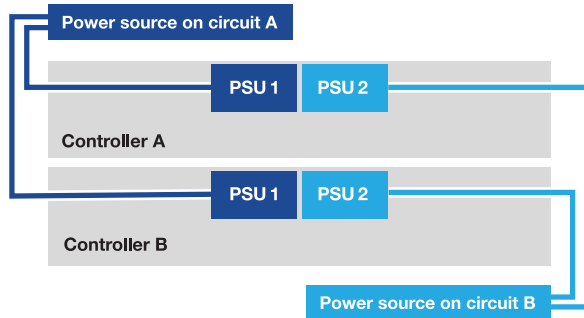 Power source on circuit A
PSU 1 PSU 2
Controller A
PSU 1 PSU 2
Controller B
Power source on circuit B